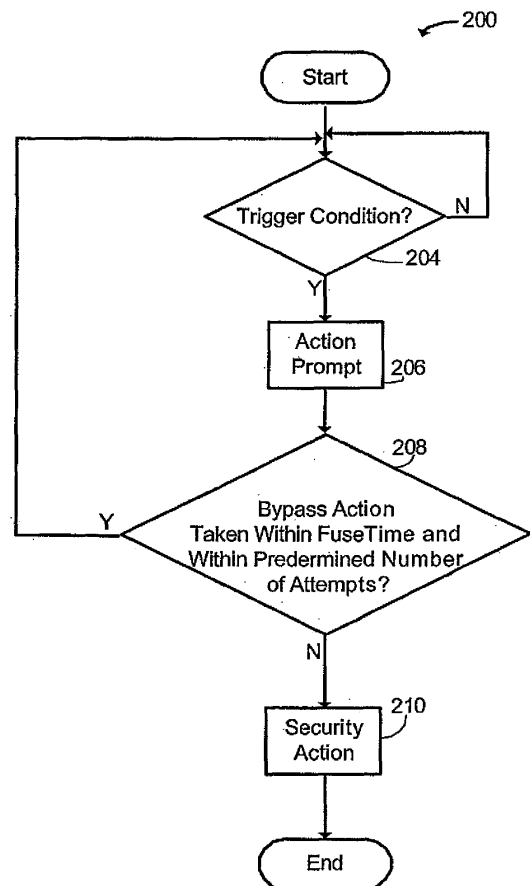 200
Start
Trigger Condition?
N
204
Y
Action
Prompt
206
208
Bypass Action
Taken Within FuseTime and
Within Predermined Number
of Attempts?
Y
N
210
Security
Action
End